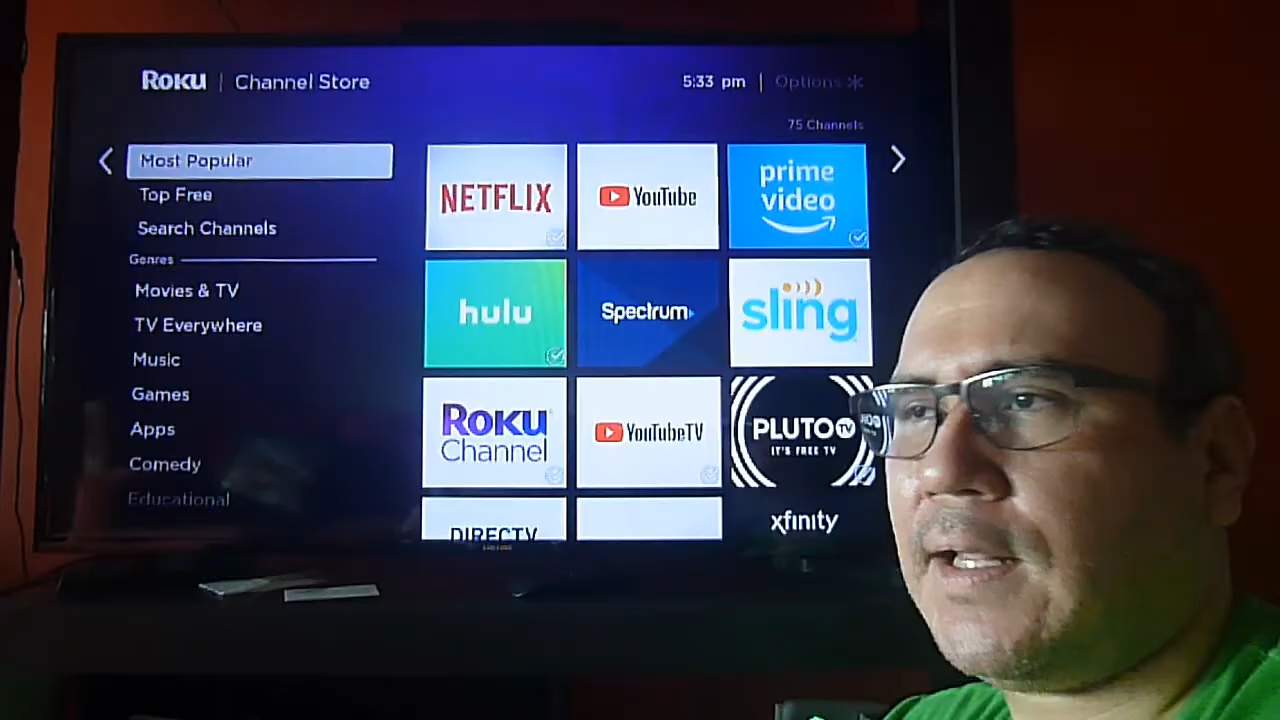 Roku | Channel Store
5:33 pm | Options
75 Channels
Most Popular
Top Free
Search Channels
Genres
Movies & TV
TV Everywhere
Music
Games
Apps
Comedy
Educational
NETFLIX
YouTube
prime
video
hulu
Spectrum
sling
Roku
Channel
YouTubeTV
PLUTO TV
IT'S FREE TV
DIRECTV
xfinity